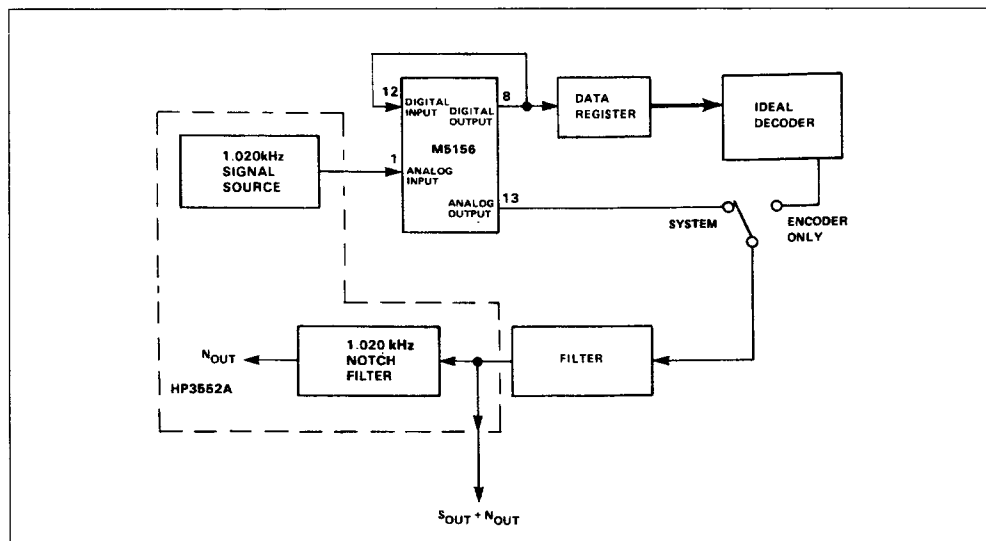 12
DIGITAL
INPUT
8
DIGITAL
OUTPUT
M5156
1
ANALOG
INPUT
ANALOG
OUTPUT
13
DATA
REGISTER
IDEAL
DECODER
1.020kHz
SIGNAL
SOURCE
SYSTEM
ENCODER
ONLY
NOUT
1.020 kHz
NOTCH
FILTER
FILTER
HP3552A
SOUT + NOUT